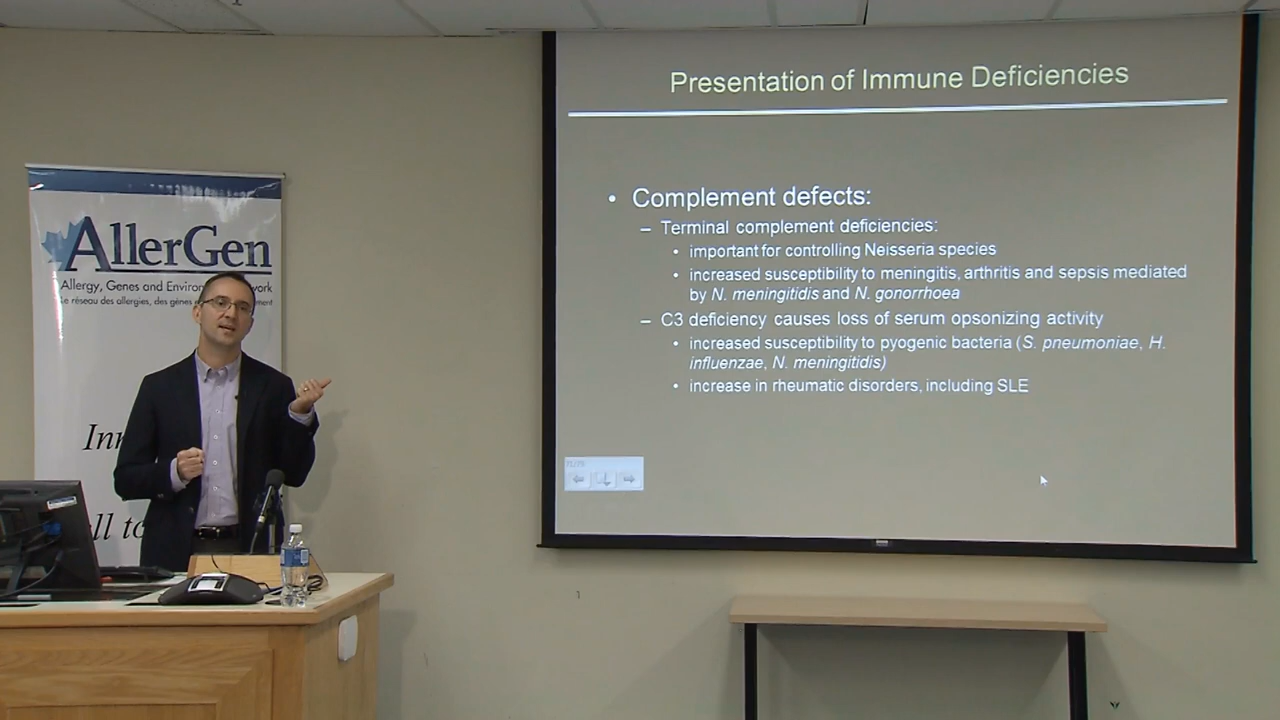 Presentation of Immune Deficiencies
• Complement defects:
– Terminal complement deficiencies:
• important for controlling Neisseria species
• increased susceptibility to meningitis, arthritis and sepsis mediated
by N. meningitidis and N. gonorrhoea
– C3 deficiency causes loss of serum opsonizing activity
• increased susceptibility to pyogenic bacteria (S. pneumoniae, H.
influenzae, N. meningitidis)
• increase in rheumatic disorders, including SLE
AllerGen
Allergy, Genes and Environ work
Le réseau des allergies, des gènes ement
Inn
ll to